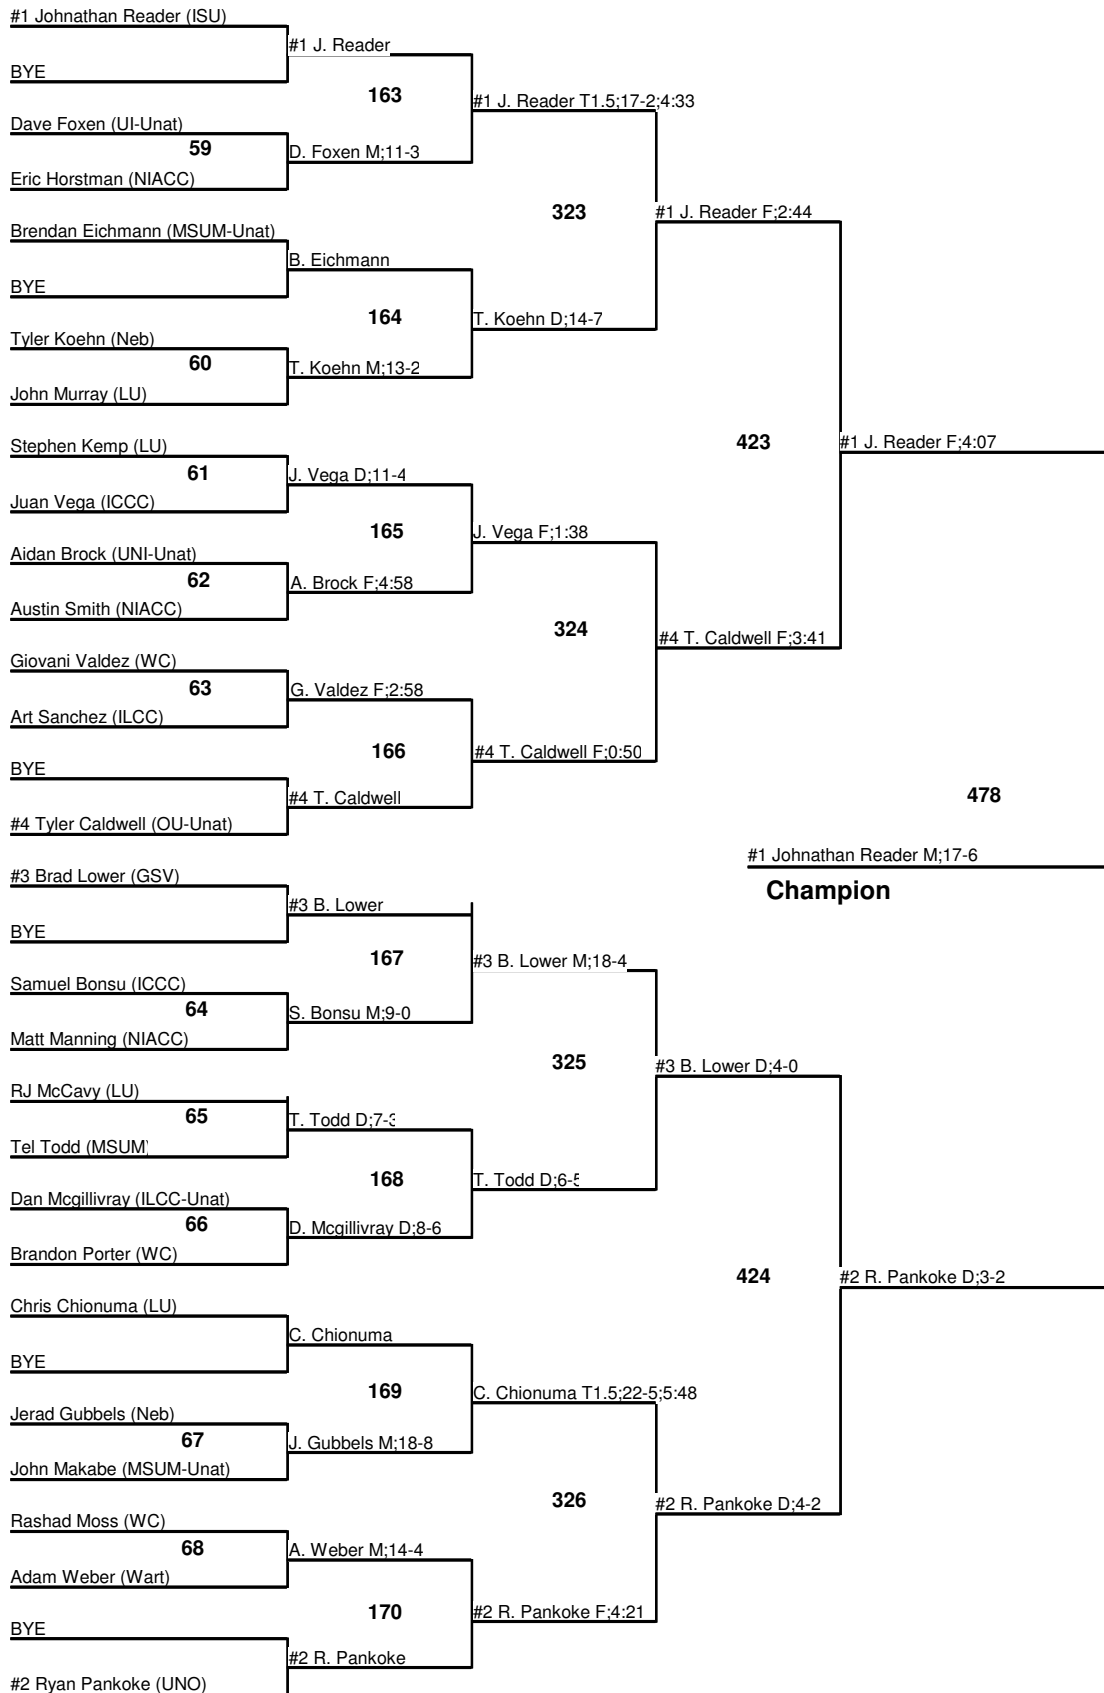 #1 Johnathan Reader (ISU)
#1 J. Reader
BYE
163
#1 J. Reader T1.5;17-2;4:33
Dave Foxen (UI-Unat)
59
D. Foxen M;11-3
Eric Horstman (NIACC)
323
#1 J. Reader F;2:44
Brendan Eichmann (MSUM-Unat)
B. Eichmann
BYE
164
T. Koehn D;14-7
Tyler Koehn (Neb)
60
T. Koehn M;13-2
John Murray (LU)
423
#1 J. Reader F;4:07
Stephen Kemp (LU)
61
J. Vega D;11-4
Juan Vega (ICCC)
165
J. Vega F;1:38
Aidan Brock (UNI-Unat)
62
A. Brock F;4:58
Austin Smith (NIACC)
324
#4 T. Caldwell F;3:41
Giovani Valdez (WC)
63
G. Valdez F;2:58
Art Sanchez (ILCC)
166
#4 T. Caldwell F;0:50
BYE
#4 T. Caldwell
478
#4 Tyler Caldwell (OU-Unat)
#1 Johnathan Reader M;17-6
Champion
#3 Brad Lower (GSV)
#3 B. Lower
BYE
167
#3 B. Lower M;18-4
Samuel Bonsu (ICCC)
64
S. Bonsu M;9-0
Matt Manning (NIACC)
325
#3 B. Lower D;4-0
RJ McCavy (LU)
65
T. Todd D;7-3
Tel Todd (MSUM)
168
T. Todd D;6-5
Dan Mcgillivray (ILCC-Unat)
66
D. Mcgillivray D;8-6
Brandon Porter (WC)
424
#2 R. Pankoke D;3-2
Chris Chionuma (LU)
C. Chionuma
BYE
169
C. Chionuma T1.5;22-5;5:48
Jerad Gubbels (Neb)
67
J. Gubbels M;18-8
John Makabe (MSUM-Unat)
326
#2 R. Pankoke D;4-2
Rashad Moss (WC)
68
A. Weber M;14-4
Adam Weber (Wart)
170
#2 R. Pankoke F;4:21
BYE
#2 R. Pankoke
#2 Ryan Pankoke (UNO)